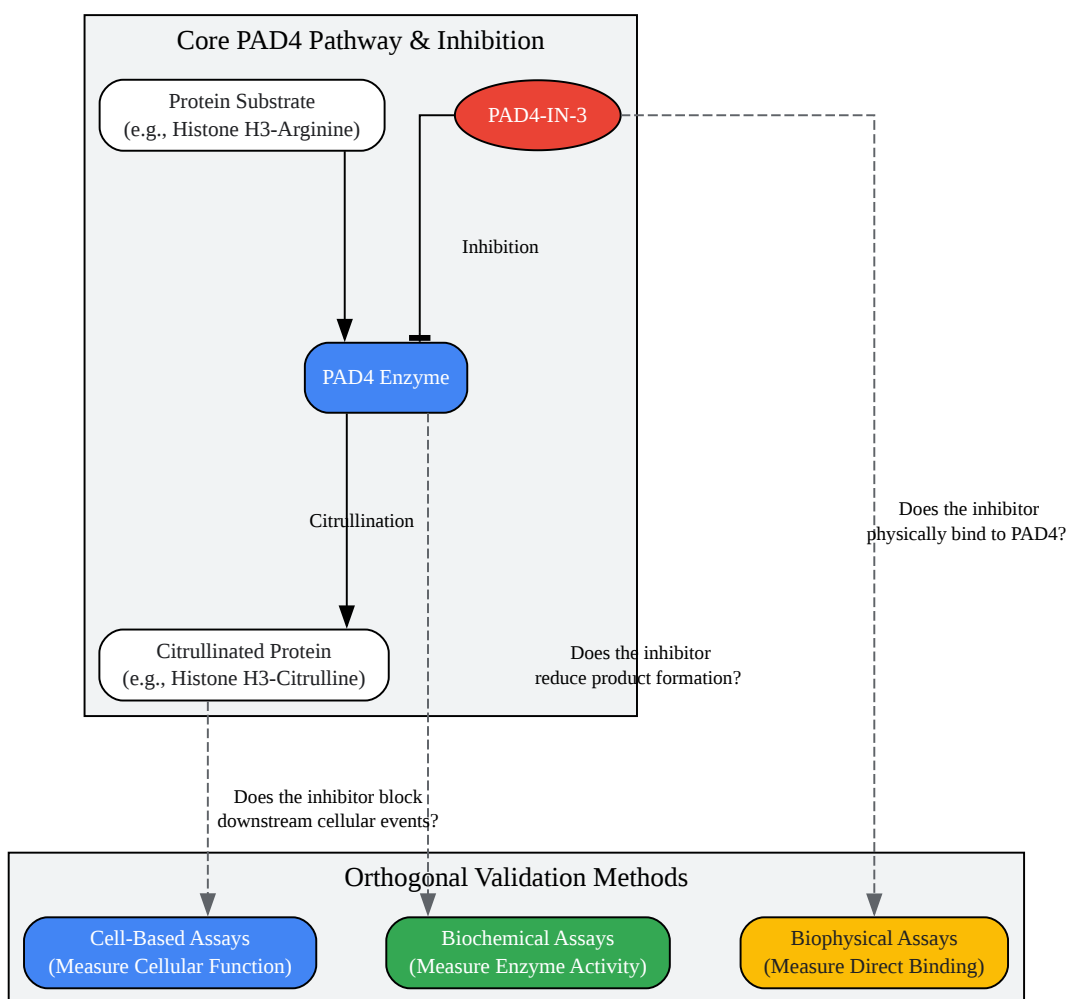 Core PAD4 Pathway & Inhibition
Protein Substrate
(e.g., Histone H3-Arginine)
PAD4-IN-3
Inhibition
PAD4 Enzyme
Citrullination
Does the inhibitor
physically bind to PAD4?
Citrullinated Protein
(e.g., Histone H3-Citrulline)
Does the inhibitor
reduce product formation?
Does the inhibitor block
downstream cellular events?
Orthogonal Validation Methods
Cell-Based Assays
(Measure Cellular Function)
Biochemical Assays
(Measure Enzyme Activity)
Biophysical Assays
(Measure Direct Binding)